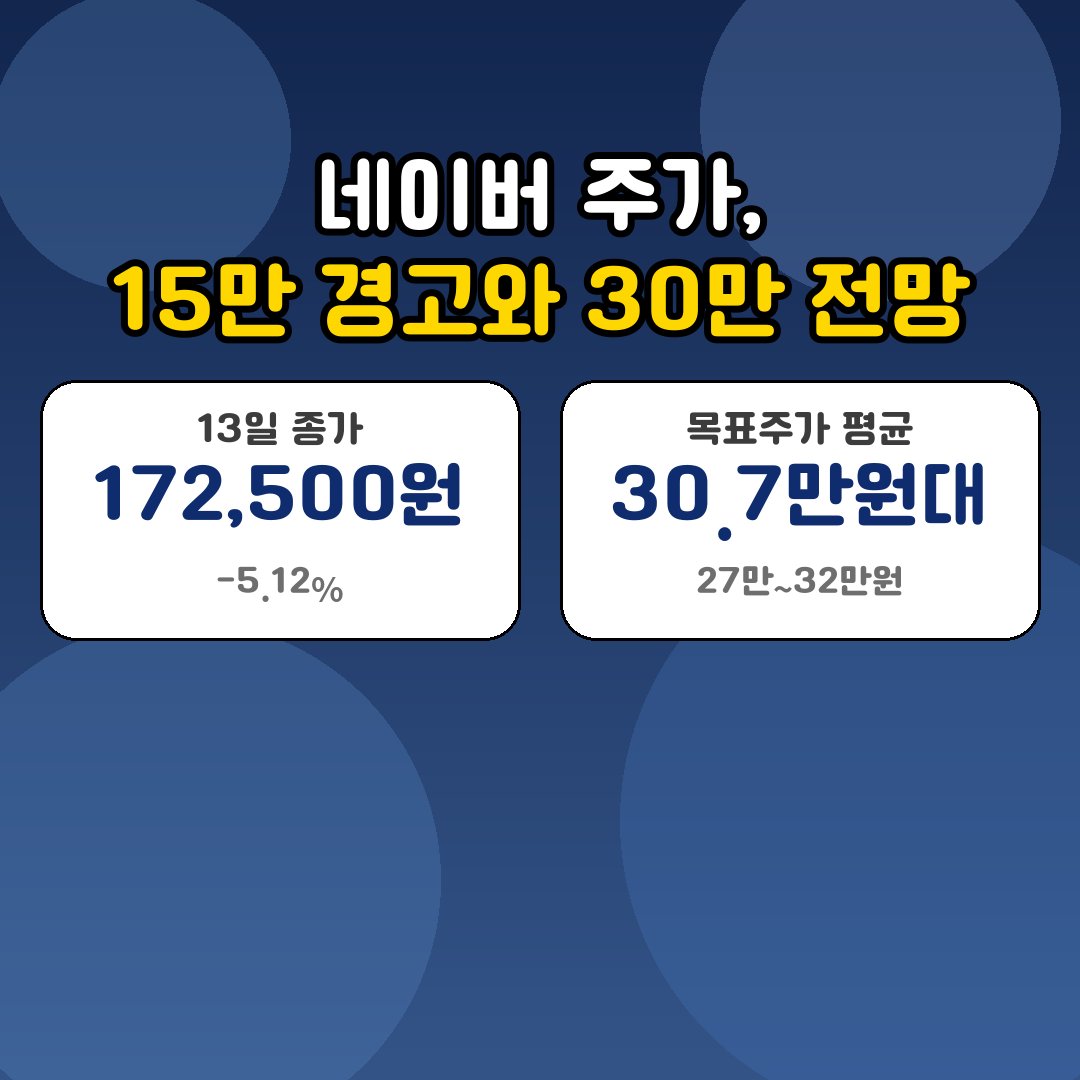 네이버 주가,
15만 경고와 30만 전망
13일 종가
172,500원
-5.12%
목표주가 평균
30.7만원대
27만~32만원